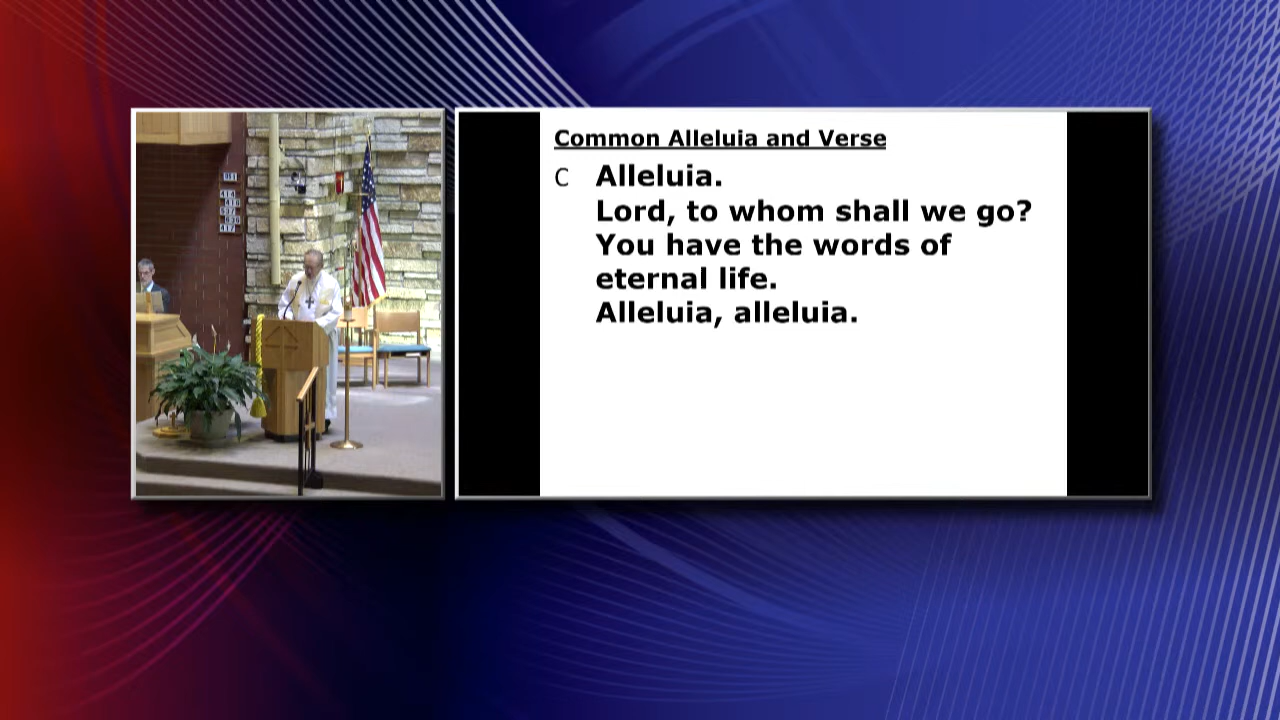 Common Alleluia and Verse
C Alleluia.
Lord, to whom shall we go?
You have the words of
eternal life.
Alleluia, alleluia.